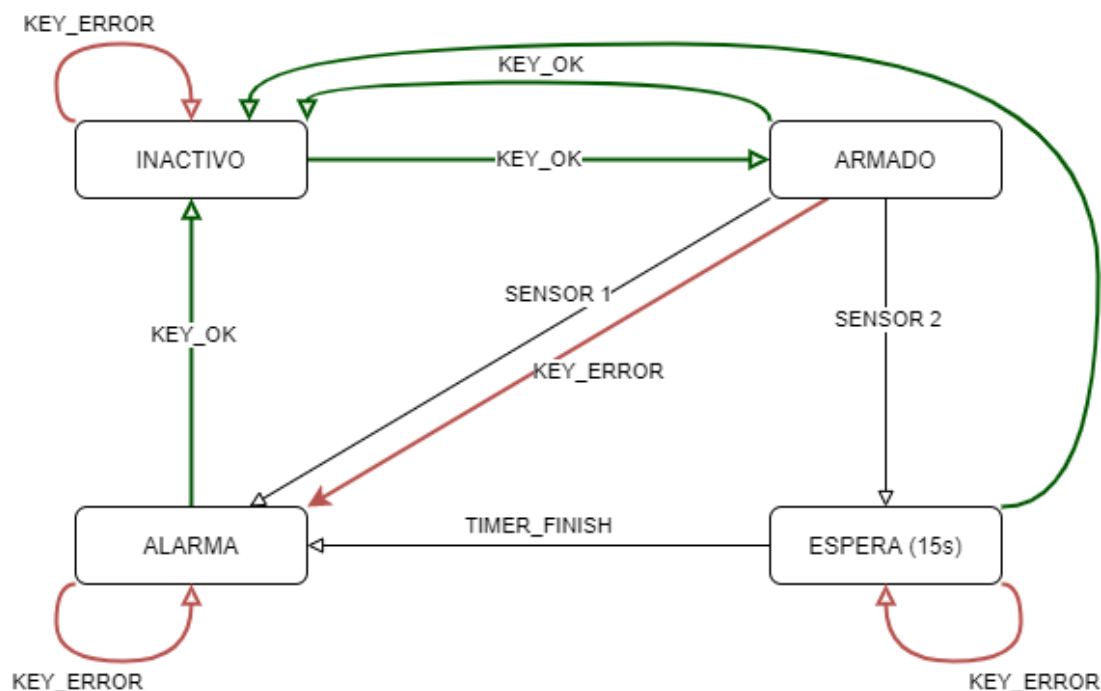 KEY_ERROR
KEY_OK
INACTIVO
KEY_OK
ARMADO
SENSOR 1
SENSOR 2
KEY_OK
KEY_ERROR
TIMER_FINISH
ALARMA
ESPERA (15s)
KEY_ERROR
KEY_ERROR